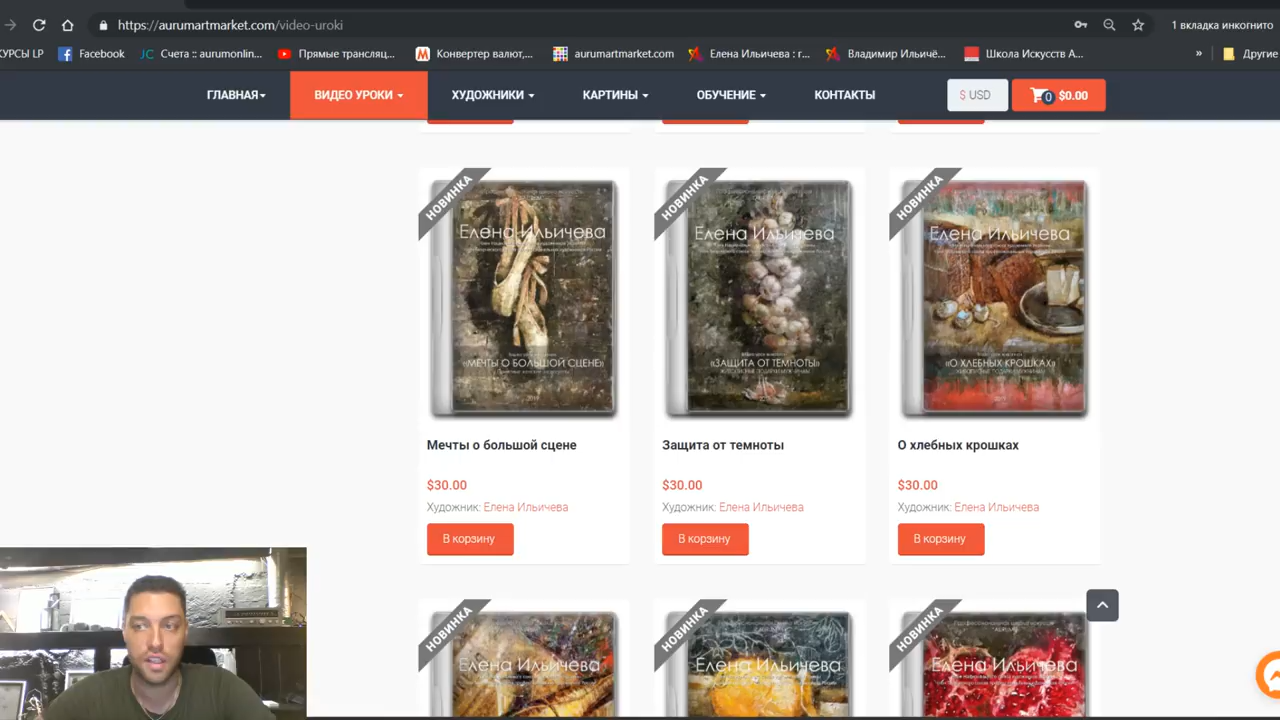 https://aurumartmarket.com/video-uroki
1 вкладка инкогнито
КУРСЫ LP
Facebook
Счета :: aurumonlin...
Прямые трансляц...
Конвертер валют,...
aurumartmarket.com
Елена Ильичева : г...
Владимир Ильичё...
Школа Искусств А...
»
Другие
ГЛАВНАЯ
ВИДЕО УРОКИ
ХУДОЖНИКИ
КАРТИНЫ
ОБУЧЕНИЕ
КОНТАКТЫ
$ USD
0 $0.00
НОВИНКА
Елена Ильичева
«МЕЧТЫ О БОЛЬШОЙ СЦЕНЕ»
2019
НОВИНКА
Елена Ильичева
«ЗАЩИТА ОТ ТЕМНОТЫ»
НОВИНКА
Елена Ильичева
«О ХЛЕБНЫХ КРОШКАХ»
Мечты о большой сцене
Защита от темноты
О хлебных крошках
$30.00
$30.00
$30.00
Художник: Елена Ильичева
Художник: Елена Ильичева
Художник: Елена Ильичева
В корзину
В корзину
В корзину
НОВИНКА
Елена Ильичева
НОВИНКА
Елена Ильичева
НОВИНКА
Елена Ильичева